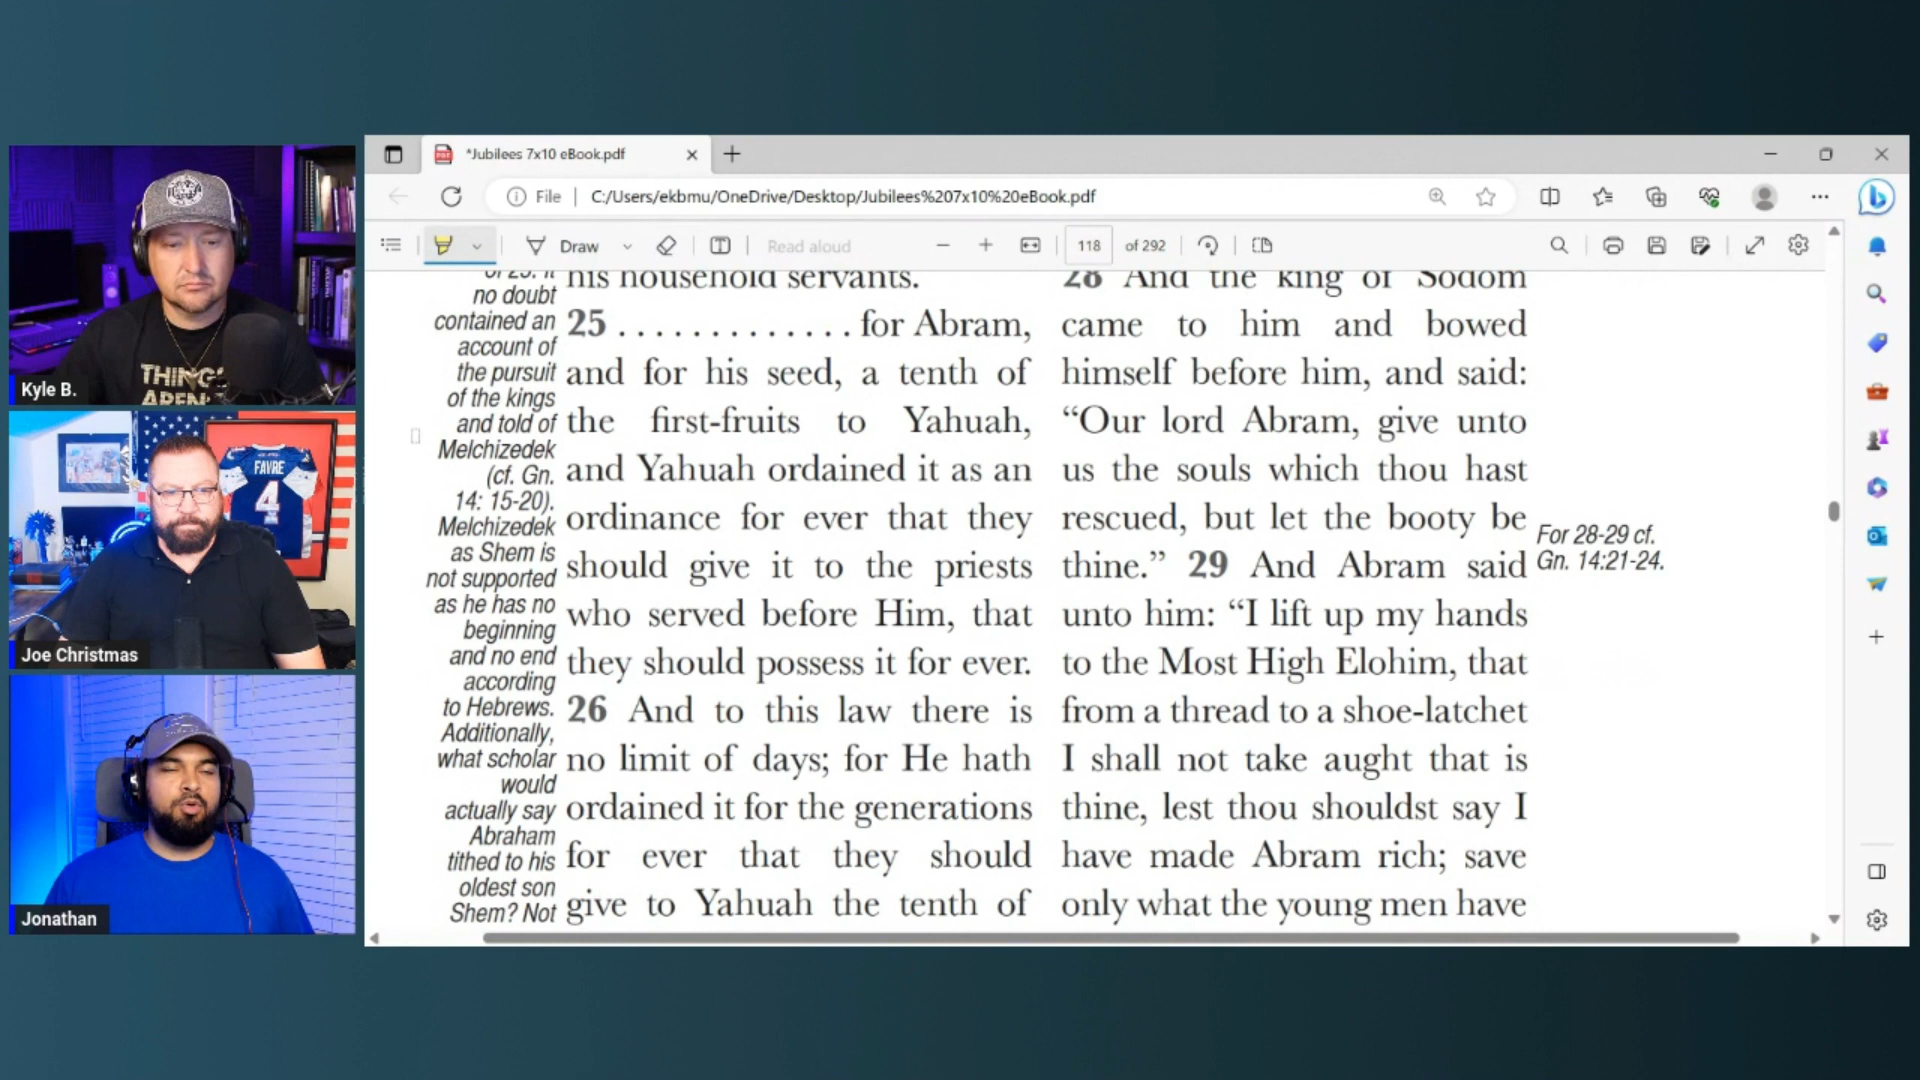 THINGS
AREN'
Kyle B.
FAVRE
4
Joe Christmas
Jonathan
*Jubilees 7x10 eBook.pdf
File
C:/Users/ekbmu/OneDrive/Desktop/Jubilees%207x10%20eBook.pdf
Draw
Read aloud
118 of 292
of 25. It
no doubt
contained an
account of
the pursuit
of the kings
and told of
Melchizedek
(cf. Gn.
14: 15-20).
Melchizedek
as Shem is
not supported
as he has no
beginning
and no end
according
to Hebrews.
Additionally,
what scholar
would
actually say
Abraham
tithed to his
oldest son
Shem? Not
his household servants.
25 . . . . . . . . . . . . . for Abram,
and for his seed, a tenth of
the first-fruits to Yahuah,
and Yahuah ordained it as an
ordinance for ever that they
should give it to the priests
who served before Him, that
they should possess it for ever.
26 And to this law there is
no limit of days; for He hath
ordained it for the generations
for ever that they should
give to Yahuah the tenth of
28 And the king of Sodom
came to him and bowed
himself before him, and said:
“Our lord Abram, give unto
us the souls which thou hast
rescued, but let the booty be
thine.” 29 And Abram said
unto him: “I lift up my hands
to the Most High Elohim, that
from a thread to a shoe-latchet
I shall not take aught that is
thine, lest thou shouldst say I
have made Abram rich; save
only what the young men have
For 28-29 cf.
Gn. 14:21-24.